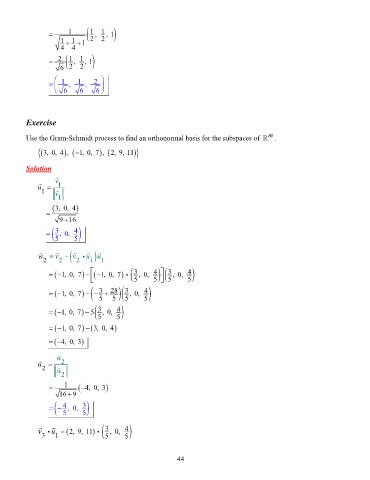 = \frac{1}{\sqrt{\frac{1}{4}+\frac{1}{4}+1}} \left(\frac{1}{2}, \frac{1}{2}, 1\right)
= \frac{2}{\sqrt{6}} \left(\frac{1}{2}, \frac{1}{2}, 1\right)
= \left(\frac{1}{\sqrt{6}}, \frac{1}{\sqrt{6}}, \frac{2}{\sqrt{6}}\right)
Exercise
Use the Gram-Schmidt process to find an orthonormal basis for the subspaces of ℝ^m .
{(3, 0, 4), (−1, 0, 7), (2, 9, 11)}
Solution
\vec{u}_1 = \frac{\vec{v}_1}{\|\vec{v}_1\|}
= \frac{(3, 0, 4)}{\sqrt{9+16}}
= \left(\frac{3}{5}, 0, \frac{4}{5}\right)
\vec{w}_2 = \vec{v}_2 − (\vec{v}_2 • \vec{u}_1) \vec{u}_1
= (−1, 0, 7) − \left[(−1, 0, 7) • \left(\frac{3}{5}, 0, \frac{4}{5}\right)\right] \left(\frac{3}{5}, 0, \frac{4}{5}\right)
= (−1, 0, 7) − \left(−\frac{3}{5} + \frac{28}{5}\right) \left(\frac{3}{5}, 0, \frac{4}{5}\right)
= (−1, 0, 7) − 5 \left(\frac{3}{5}, 0, \frac{4}{5}\right)
= (−1, 0, 7) − (3, 0, 4)
= (−4, 0, 3)
\vec{u}_2 = \frac{\vec{u}_2}{\|\vec{u}_2\|}
= \frac{1}{\sqrt{16+9}} (−4, 0, 3)
= \left(−\frac{4}{5}, 0, \frac{3}{5}\right)
\vec{v}_3 • \vec{u}_1 = (2, 9, 11) • \left(\frac{3}{5}, 0, \frac{4}{5}\right)
44